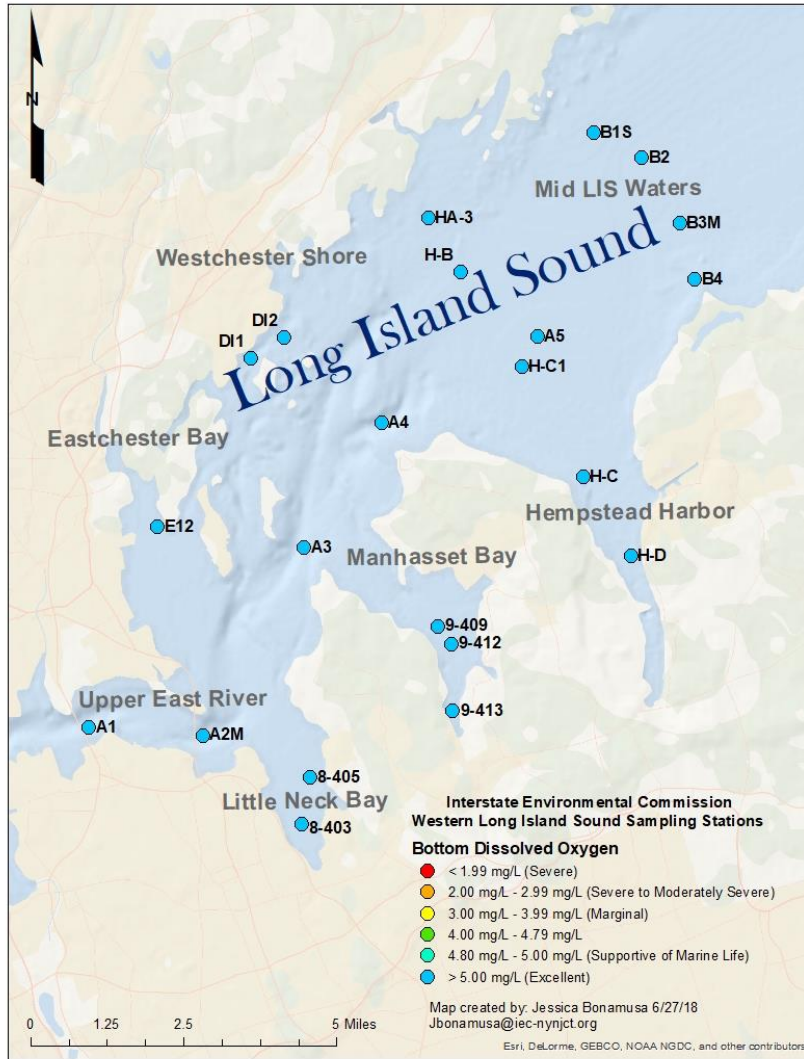 N
B1S
B2
Mid LIS Waters
HA-3
B3M
Westchester Shore
H-B
B4
Long Island Sound
DI2
DI1
A5
H-C1
A4
Eastchester Bay
H-C
Hempstead Harbor
E12
A3
Manhasset Bay
H-D
9-409
9-412
Upper East River
9-413
A1
A2M
8-405
Little Neck Bay
8-403
Interstate Environmental Commission
Western Long Island Sound Sampling Stations
Bottom Dissolved Oxygen
< 1.99 mg/L (Severe)
2.00 mg/L - 2.99 mg/L (Severe to Moderately Severe)
3.00 mg/L - 3.99 mg/L (Marginal)
4.00 mg/L - 4.79 mg/L
4.80 mg/L - 5.00 mg/L (Supportive of Marine Life)
> 5.00 mg/L (Excellent)
Map created by: Jessica Bonamusa 6/27/18
Jbonamusa@iec-nynjct.org
0 1.25 2.5 5 Miles
Esri, DeLorme, GEBCO, NOAA NGDC, and other contributors